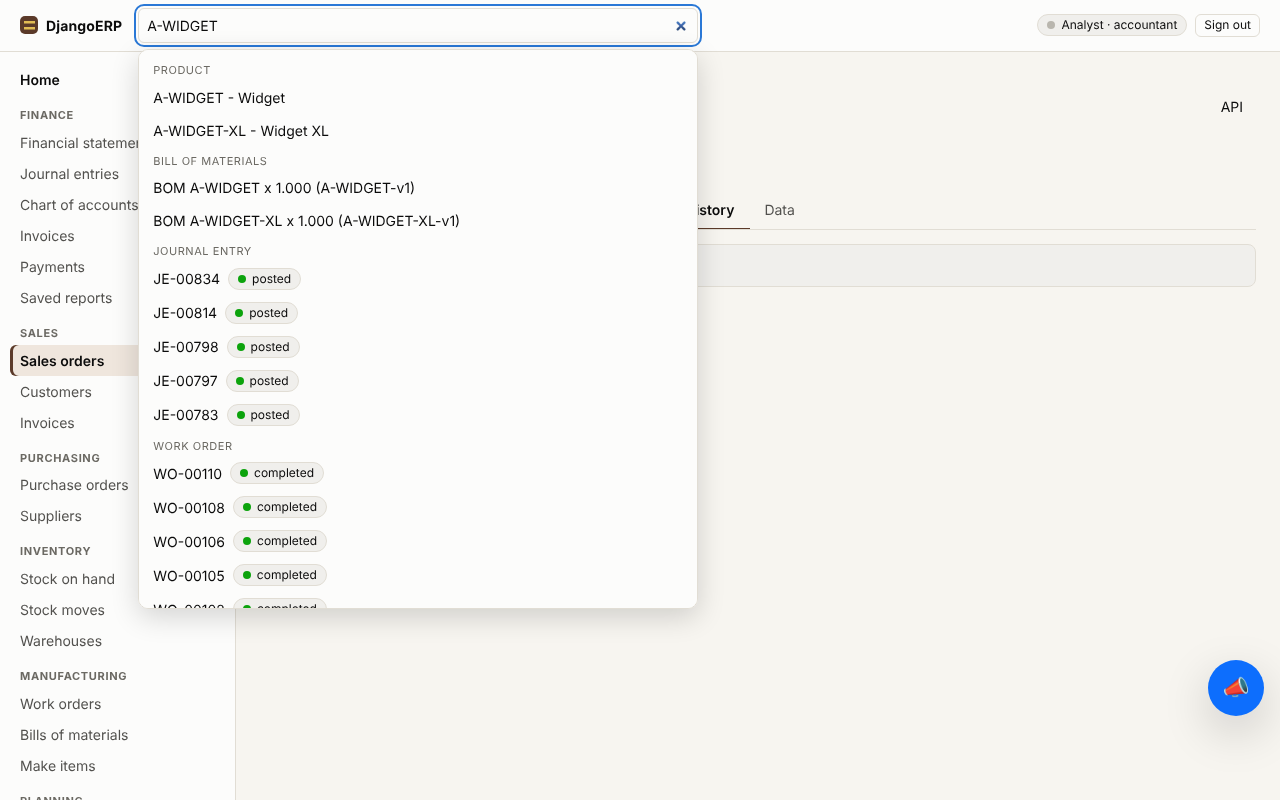 DjangoERP
A-WIDGET
Analyst · accountant
Sign out
Home
FINANCE
Financial statemen
Journal entries
Chart of accounts
Invoices
Payments
Saved reports
SALES
Sales orders
Customers
Invoices
PURCHASING
Purchase orders
Suppliers
INVENTORY
Stock on hand
Stock moves
Warehouses
MANUFACTURING
Work orders
Bills of materials
Make items
PLANNING
PRODUCT
A-WIDGET - Widget
A-WIDGET-XL - Widget XL
BILL OF MATERIALS
BOM A-WIDGET x 1.000 (A-WIDGET-v1)
BOM A-WIDGET-XL x 1.000 (A-WIDGET-XL-v1)
JOURNAL ENTRY
JE-00834 posted
JE-00814 posted
JE-00798 posted
JE-00797 posted
JE-00783 posted
WORK ORDER
WO-00110 completed
WO-00108 completed
WO-00106 completed
WO-00105 completed
completed
API
istory
Data